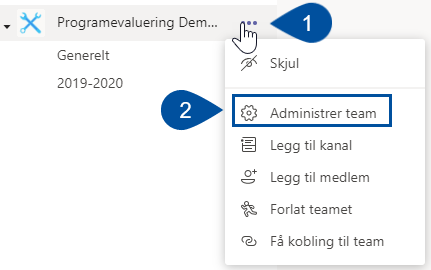 Programevaluering Dem...
1
Generelt
2019-2020
Skjul
2
Administrer team
Legg til kanal
Legg til medlem
Forlat teamet
Få kobling til team